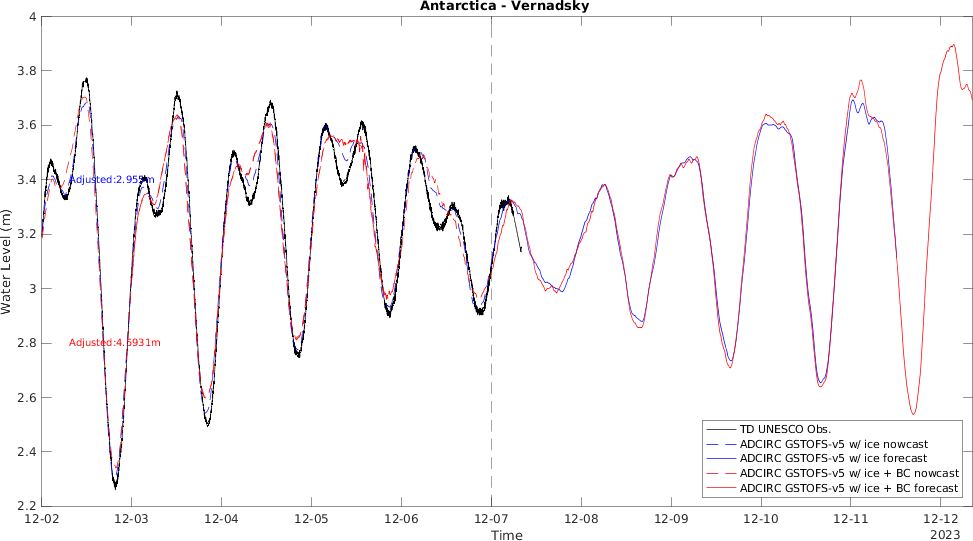 Antarctica - Vernadsky
4
3.8
3.6
3.4
3.2
3
2.8
2.6
2.4
2.2
Water Level (m)
Adjusted:4.5931m
TD UNESCO Obs.
ADCIRC GSTOFS-v5 w/ ice nowcast
ADCIRC GSTOFS-v5 w/ ice forecast
ADCIRC GSTOFS-v5 w/ ice + BC nowcast
ADCIRC GSTOFS-v5 w/ ice + BC forecast
12-02 12-03 12-04 12-05 12-06 12-07 12-08 12-09 12-10 12-11 12-12
Time
2023